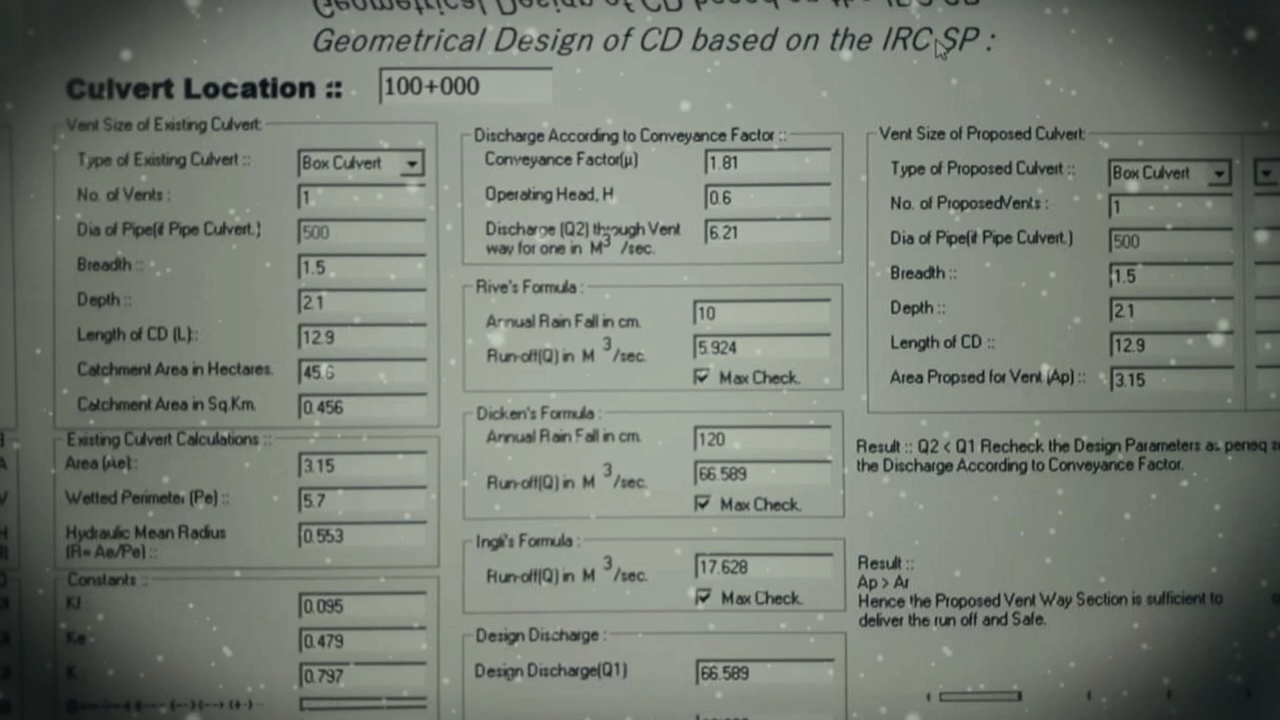 Geometrical Design of CD based on the IRC SP :
Culvert Location :: 100+000
Vent Size of Existing Culvert:
Type of Existing Culvert :: Box Culvert
No. of Vents : 1
Dia of Pipe(if Pipe Culvert.) 500
Breadth :: 1.5
Depth :: 2.1
Length of CD (L):: 12.9
Catchment Area in Hectares. 45.6
Catchment Area in Sq.Km. 0.456
Existing Culvert Calculations ::
Area (Ae):: 3.15
Wetted Perimeter (Pe) :: 5.7
Hydraulic Mean Radius 0.553
(R= Ae/Pe) ::
Constants ::
0.095
Ke 0.479
K 0.797
Discharge According to Conveyance Factor ::
Conveyance Factor(µ) 1.81
Operating Head, H 0.6
Discharge (Q2) through Vent 6.21
way for one in M3 /sec.
Rive's Formula :
Annual Rain Fall in cm. 10
Run-off(Q) in M 3/sec. 5.924
Max Check.
Dicken's Formula :
Annual Rain Fall in cm. 120
Run-off(Q) in M 3/sec. 66.589
Max Check.
Ingli's Formula :
Run-off(Q) in M 3/sec. 17.628
Max Check.
Design Discharge :
Design Discharge(Q1) 66.589
Vent Size of Proposed Culvert:
Type of Proposed Culvert :: Box Culvert
No. of ProposedVents : 1
Dia of Pipe(if Pipe Culvert.) 500
Breadth :: 1.5
Depth :: 2.1
Length of CD :: 12.9
Area Propsed for Vent (Ap) :: 3.15
Result :: Q2 < Q1 Recheck the Design Parameters as
the Discharge According to Conveyance Factor.
Result ::
Ap > Ar
Hence the Proposed Vent Way Section is sufficient to
deliver the run off and Safe.